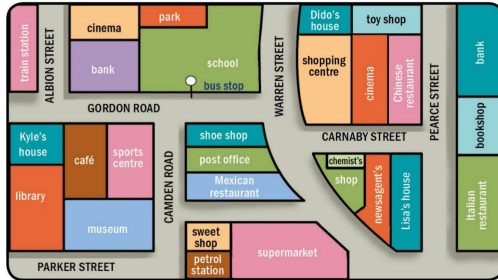 train station
ALBION STREET
cinema
park
bank
school
bus stop
GORDON ROAD
WARREN STREET
Dido's house
toy shop
shopping centre
cinema
Chinese restaurant
CARNABY STREET
PEARCE STREET
bank
bookshop
Italian restaurant
Kyle's house
café
sports centre
library
museum
PARKER STREET
CAMDEN ROAD
shoe shop
post office
Mexican restaurant
sweet shop
petrol station
supermarket
chemist's
shop
newsagent's
Lisa's house